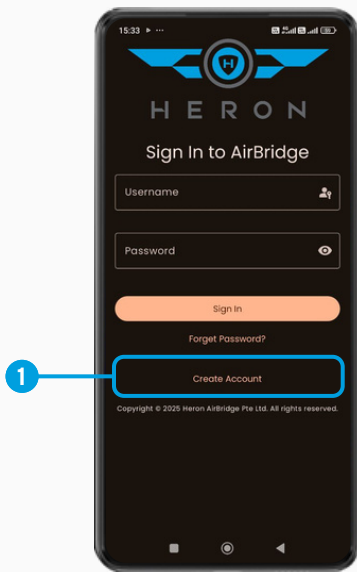 15:33
H
HERON
Sign In to AirBridge
Username
Password
Sign In
Forget Password?
1
Create Account
Copyright © 2025 Heron AirBridge Pte Ltd. All rights reserved.